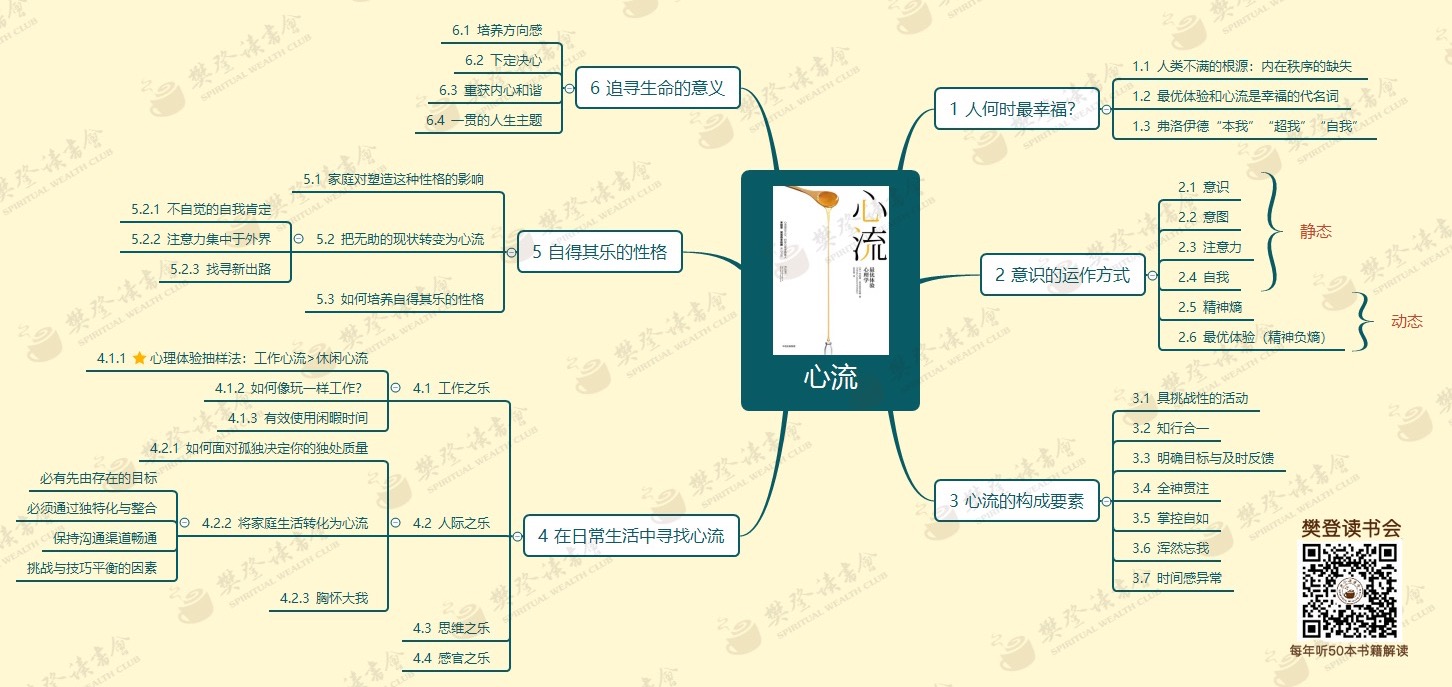 心流
心流
最优体验
心理学
1 人何时最幸福？
1.1 人类不满的根源：内在秩序的缺失
1.2 最优体验和心流是幸福的代名词
1.3 弗洛伊德“本我”“超我”“自我”
2 意识的运作方式
2.1 意识
2.2 意图
2.3 注意力
2.4 自我
静态
2.5 精神熵
2.6 最优体验（精神负熵）
动态
3 心流的构成要素
3.1 具挑战性的活动
3.2 知行合一
3.3 明确目标与及时反馈
3.4 全神贯注
3.5 掌控自如
3.6 浑然忘我
3.7 时间感异常
4 在日常生活中寻找心流
4.1 工作之乐
4.1.1 心理体验抽样法：工作心流>休闲心流
4.1.2 如何像玩一样工作？
4.1.3 有效使用闲暇时间
4.2 人际之乐
4.2.1 如何面对孤独决定你的独处质量
4.2.2 将家庭生活转化为心流
必有先由存在的目标
必须通过独特化与整合
保持沟通渠道畅通
挑战与技巧平衡的因素
4.2.3 胸怀大我
4.3 思维之乐
4.4 感官之乐
5 自得其乐的性格
5.1 家庭对塑造这种性格的影响
5.2 把无助的现状转变为心流
5.2.1 不自觉的自我肯定
5.2.2 注意力集中于外界
5.2.3 找寻新出路
5.3 如何培养自得其乐的性格
6 追寻生命的意义
6.1 培养方向感
6.2 下定决心
6.3 重获内心和谐
6.4 一贯的人生主题
樊登读书会
每年听50本书籍解读
樊登读书會
SPIRITUAL WEALTH CLUB